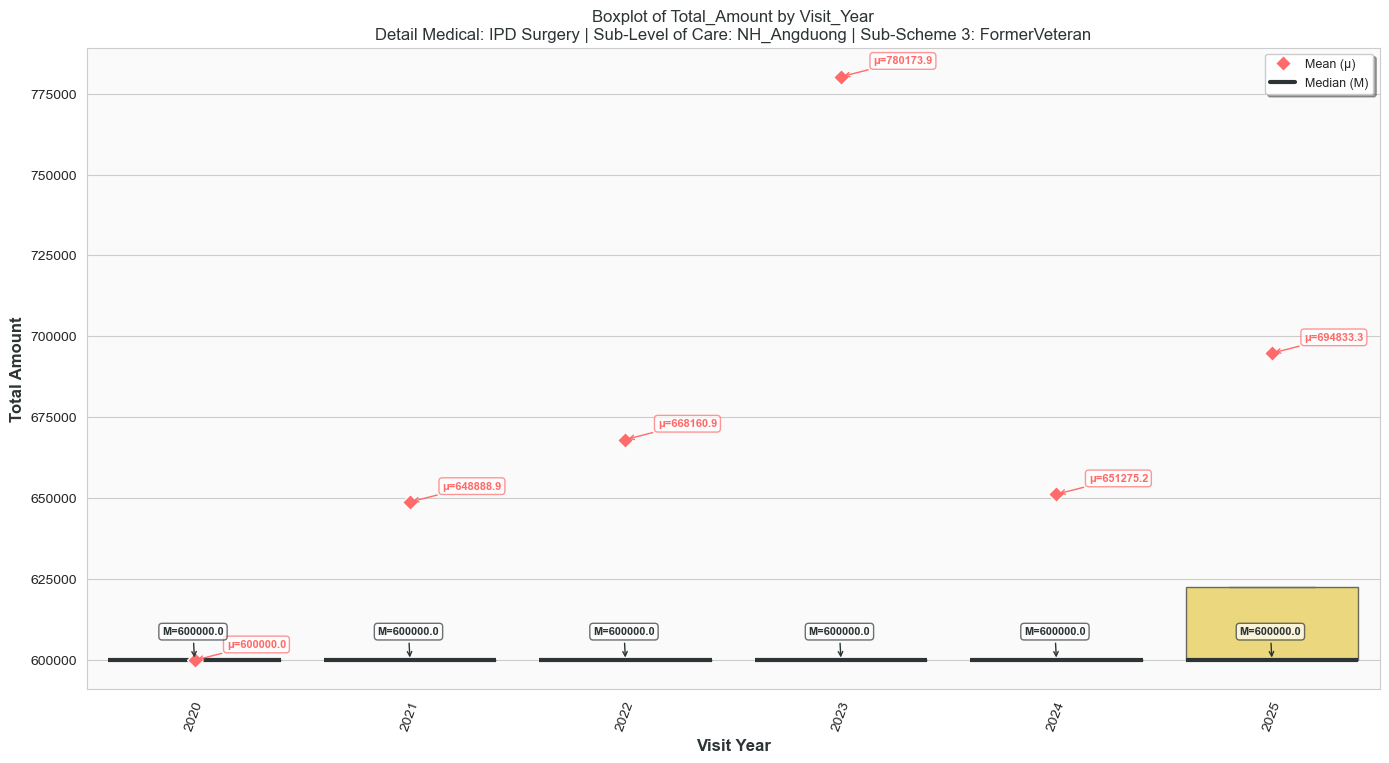 Boxplot of Total_Amount by Visit_Year
Detail Medical: IPD Surgery | Sub-Level of Care: NH_Angduong | Sub-Scheme 3: FormerVeteran
Mean (μ)
Median (M)
Total Amount
775000
750000
725000
700000
675000
650000
625000
600000
μ=780173.9
μ=694833.3
μ=668160.9
μ=648888.9
μ=651275.2
μ=600000.0
M=600000.0
M=600000.0
M=600000.0
M=600000.0
M=600000.0
M=600000.0
2020
2021
2022
2023
2024
2025
Visit Year